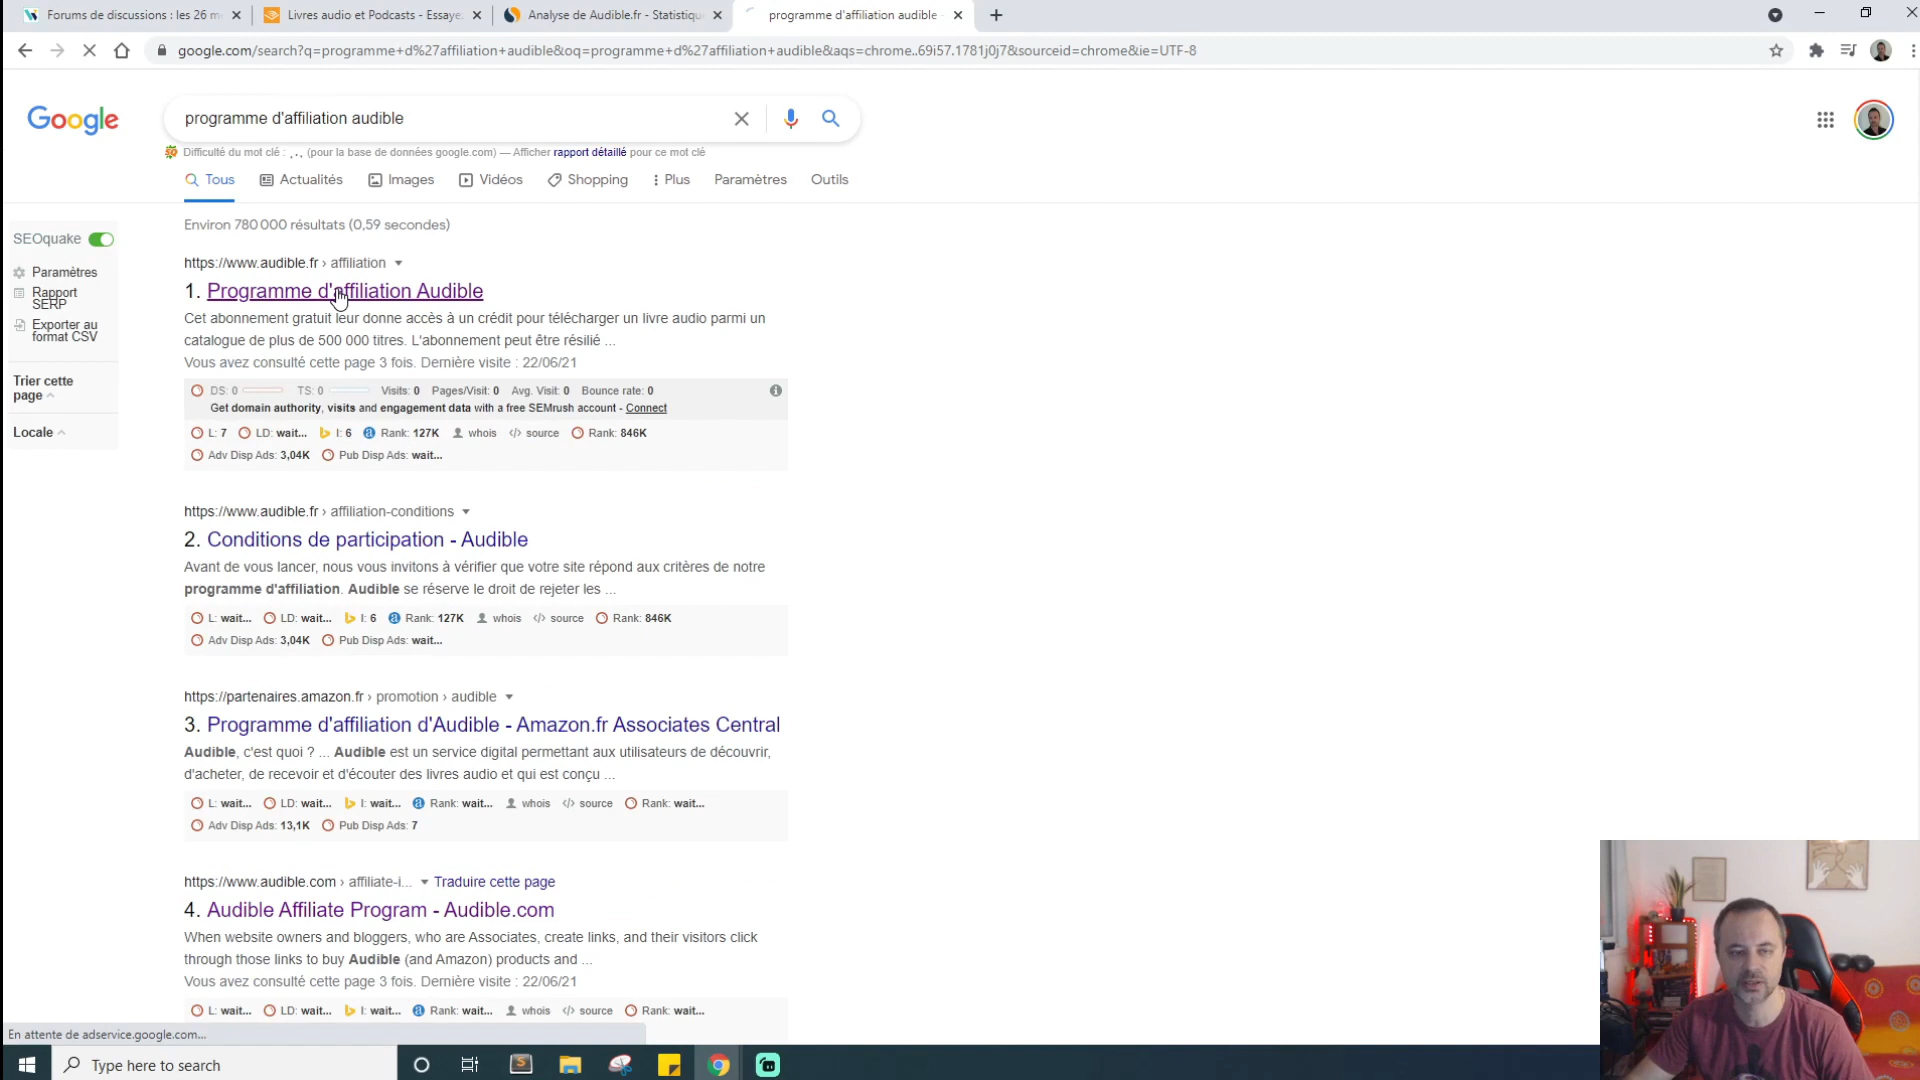 Forums de discussions : les 26 m
Livres audio et Podcasts - Essaye
Analyse de Audible.fr - Statistiqu
programme d'affiliation audible
google.com/search?q=programme+d%27affiliation+audible&oq=programme+d%27affiliation+audible&aqs=chrome..69i57.1781j0j7&sourceid=chrome&ie=UTF-8
Google
programme d'affiliation audible
Difficulté du mot clé : (pour la base de données google.com) — Afficher rapport détaillé pour ce mot clé
Tous
Actualités
Images
Vidéos
Shopping
Plus
Paramètres
Outils
Environ 780 000 résultats (0,59 secondes)
SEOquake
Paramètres
Rapport
SERP
Exporter au
format CSV
Trier cette
page
Locale
https://www.audible.fr › affiliation
1. Programme d'affiliation Audible
Cet abonnement gratuit leur donne accès à un crédit pour télécharger un livre audio parmi un
catalogue de plus de 500 000 titres. L'abonnement peut être résilié ...
Vous avez consulté cette page 3 fois. Dernière visite : 22/06/21
DS: 0 TS: 0 Visits: 0 Pages/Visit: 0 Avg. Visit: 0 Bounce rate: 0
Get domain authority, visits and engagement data with a free SEMrush account - Connect
L: 7 LD: wait... I: 6 Rank: 127K whois source Rank: 846K
Adv Disp Ads: 3,04K Pub Disp Ads: wait...
https://www.audible.fr › affiliation-conditions
2. Conditions de participation - Audible
Avant de vous lancer, nous vous invitons à vérifier que votre site répond aux critères de notre
programme d'affiliation. Audible se réserve le droit de rejeter les ...
L: wait... LD: wait... I: 6 Rank: 127K whois source Rank: 846K
Adv Disp Ads: 3,04K Pub Disp Ads: wait...
https://partenaires.amazon.fr › promotion › audible
3. Programme d'affiliation d'Audible - Amazon.fr Associates Central
Audible, c'est quoi ? ... Audible est un service digital permettant aux utilisateurs de découvrir,
d'acheter, de recevoir et d'écouter des livres audio et qui est conçu ...
L: wait... LD: wait... I: wait... Rank: wait... whois source Rank: wait...
Adv Disp Ads: 13,1K Pub Disp Ads: 7
https://www.audible.com › affiliate-i... Traduire cette page
4. Audible Affiliate Program - Audible.com
When website owners and bloggers, who are Associates, create links, and their visitors click
through those links to buy Audible (and Amazon) products and ...
Vous avez consulté cette page 3 fois. Dernière visite : 22/06/21
L: wait... LD: wait... I: wait... Rank: wait... whois source Rank: wait...
En attente de adservice.google.com...
Type here to search